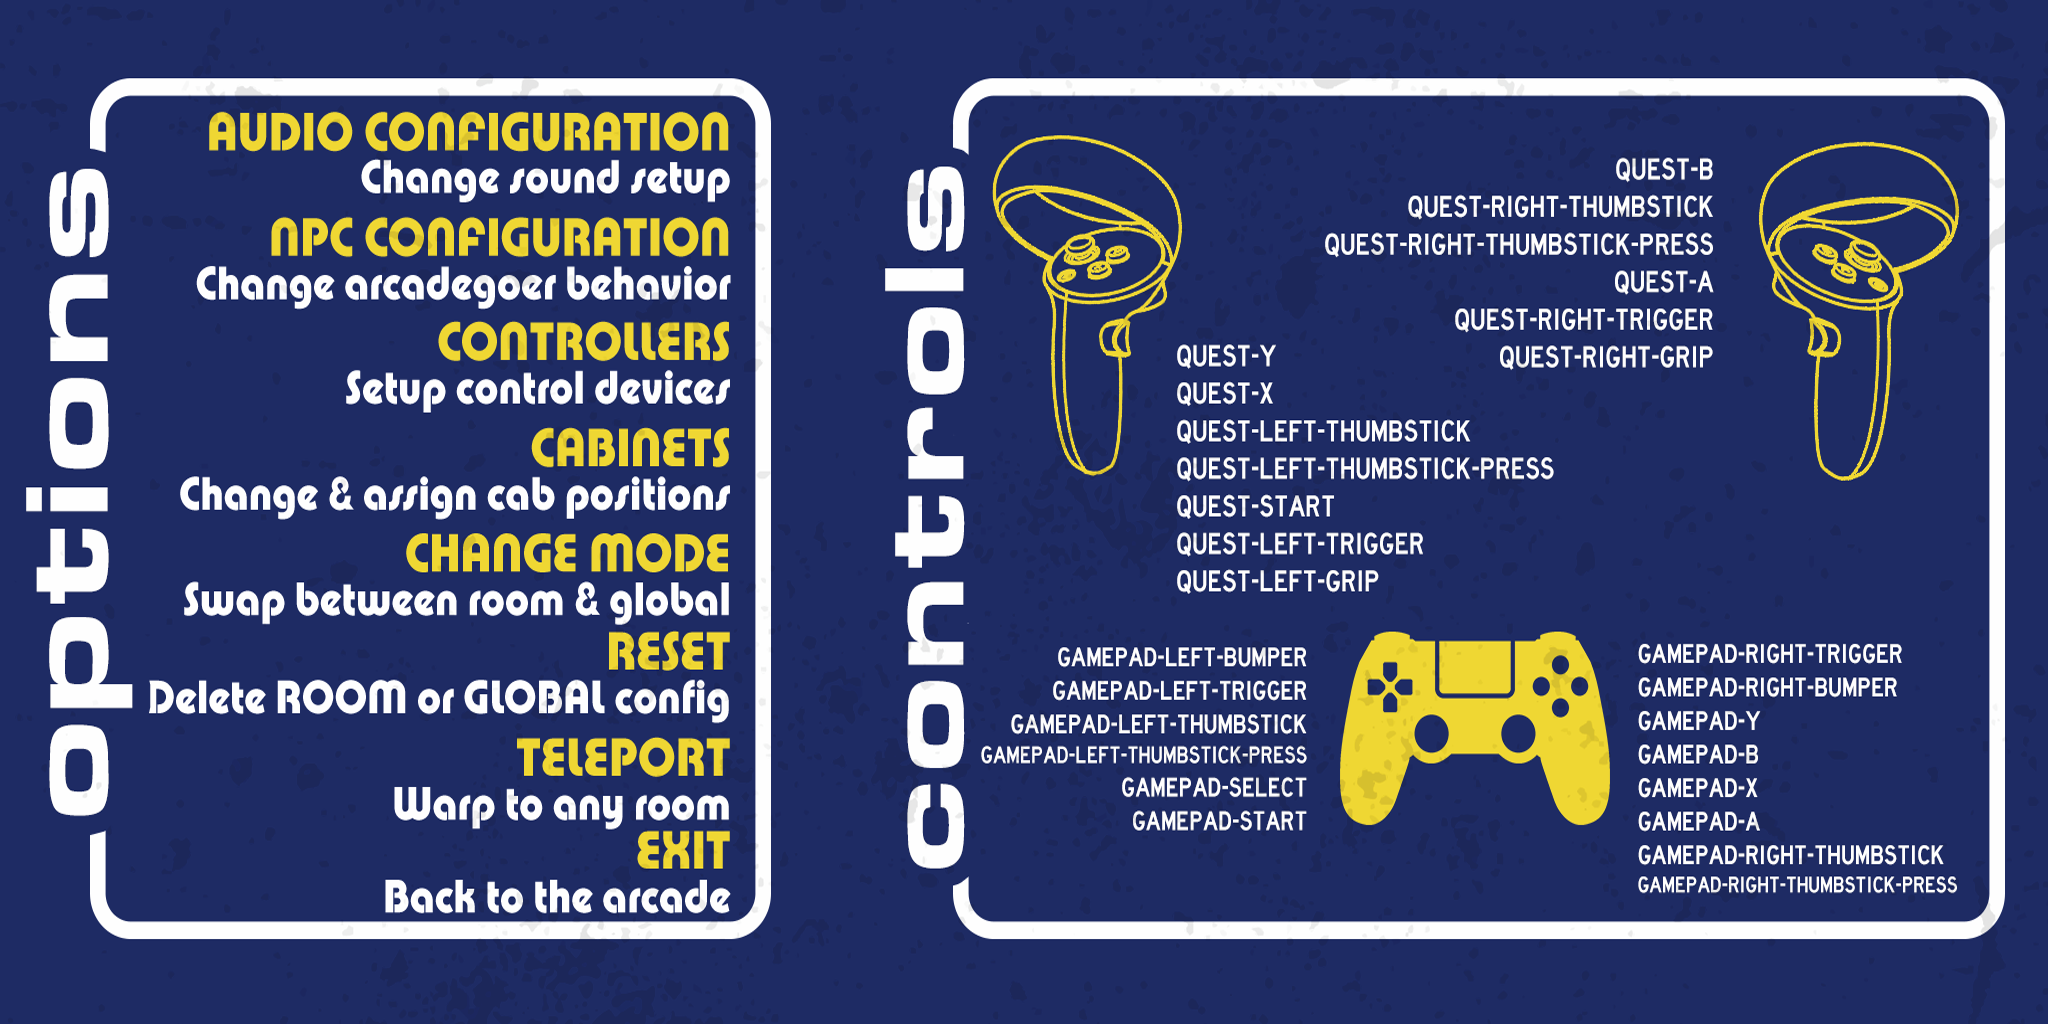 options
AUDIO CONFIGURATION
Change sound setup
NPC CONFIGURATION
Change arcadegoer behavior
CONTROLLERS
Setup control devices
CABINETS
Change & assign cab positions
CHANGE MODE
Swap between room & global
RESET
Delete ROOM or GLOBAL config
TELEPORT
Warp to any room
EXIT
Back to the arcade
controls
QUEST-B
QUEST-RIGHT-THUMBSTICK
QUEST-RIGHT-THUMBSTICK-PRESS
QUEST-A
QUEST-RIGHT-TRIGGER
QUEST-RIGHT-GRIP
QUEST-Y
QUEST-X
QUEST-LEFT-THUMBSTICK
QUEST-LEFT-THUMBSTICK-PRESS
QUEST-START
QUEST-LEFT-TRIGGER
QUEST-LEFT-GRIP
GAMEPAD-LEFT-BUMPER
GAMEPAD-LEFT-TRIGGER
GAMEPAD-LEFT-THUMBSTICK
GAMEPAD-LEFT-THUMBSTICK-PRESS
GAMEPAD-SELECT
GAMEPAD-START
GAMEPAD-RIGHT-TRIGGER
GAMEPAD-RIGHT-BUMPER
GAMEPAD-Y
GAMEPAD-B
GAMEPAD-X
GAMEPAD-A
GAMEPAD-RIGHT-THUMBSTICK
GAMEPAD-RIGHT-THUMBSTICK-PRESS